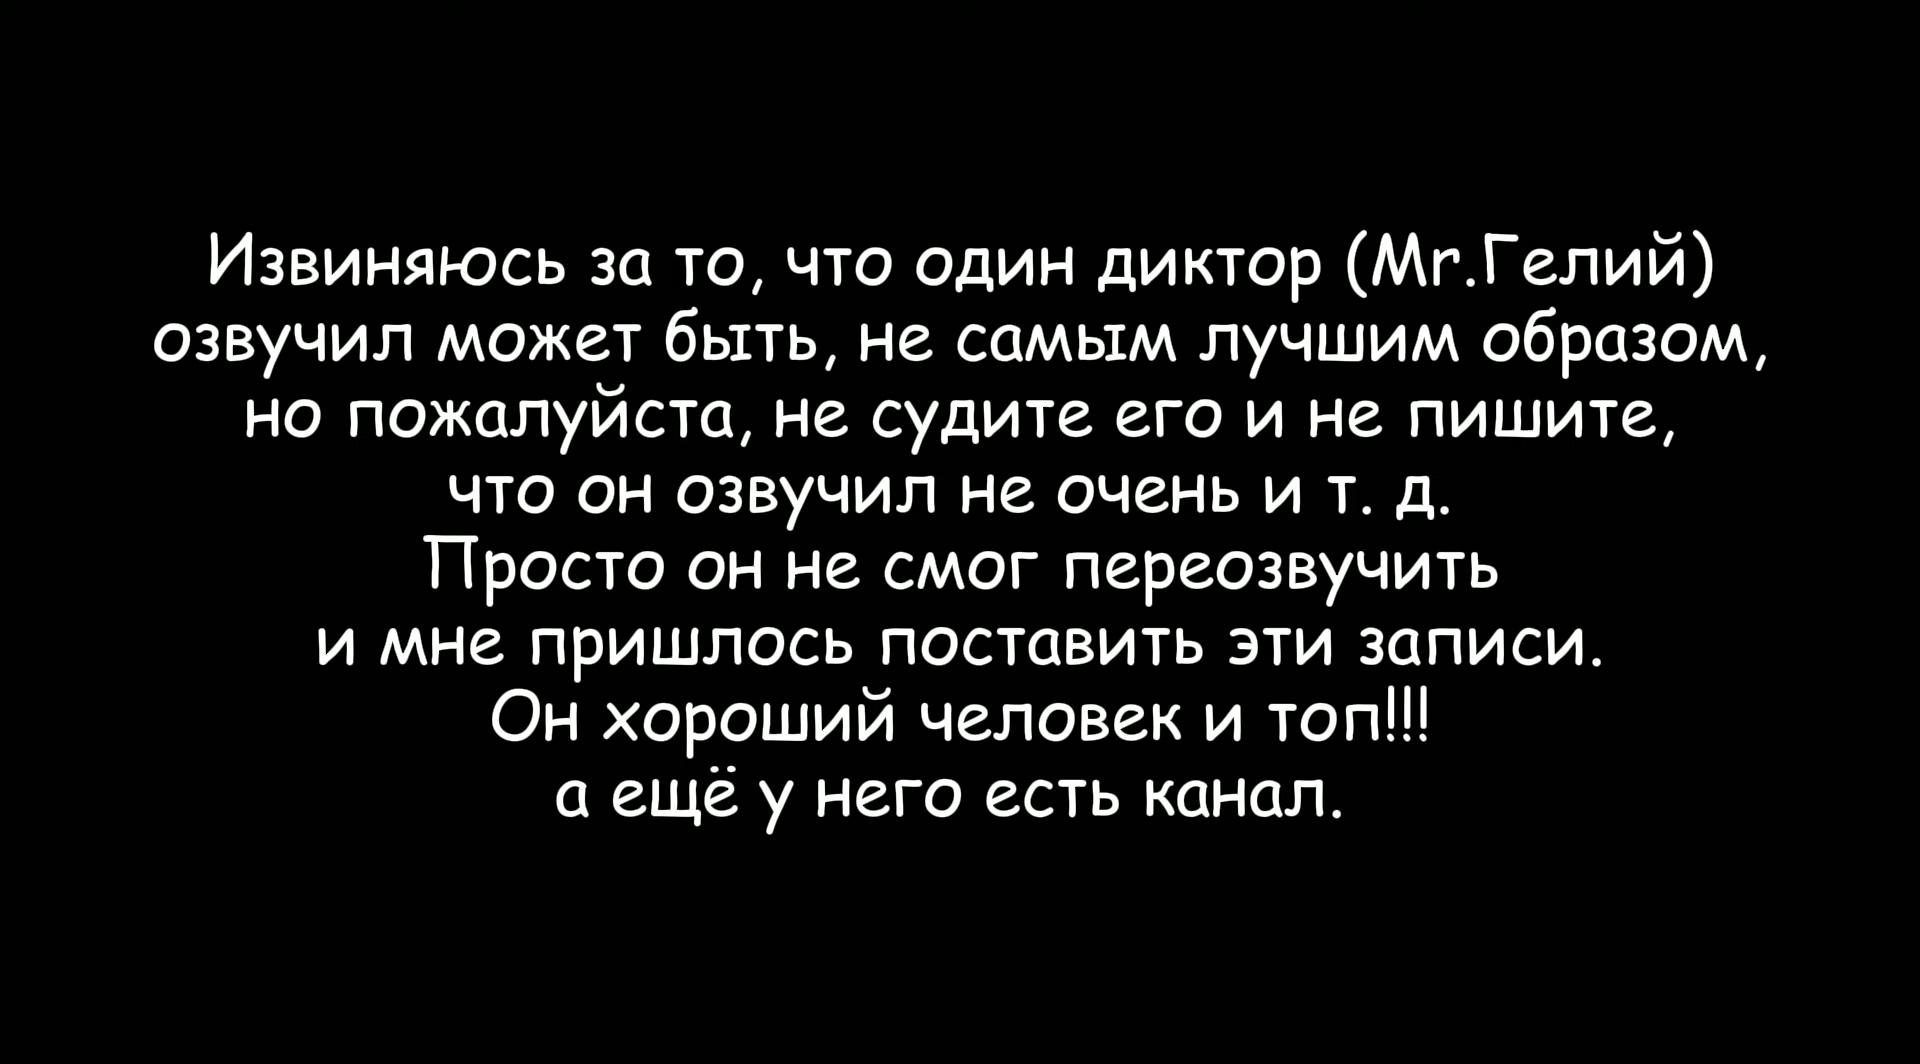 Извиняюсь за то, что один диктор (Mr.Гелий)
озвучил может быть, не самым лучшим образом,
но пожалуйста, не судите его и не пишите,
что он озвучил не очень и т. д.
Просто он не смог переозвучить
и мне пришлось поставить эти записи.
Он хороший человек и топ!!!
а ещё у него есть канал.